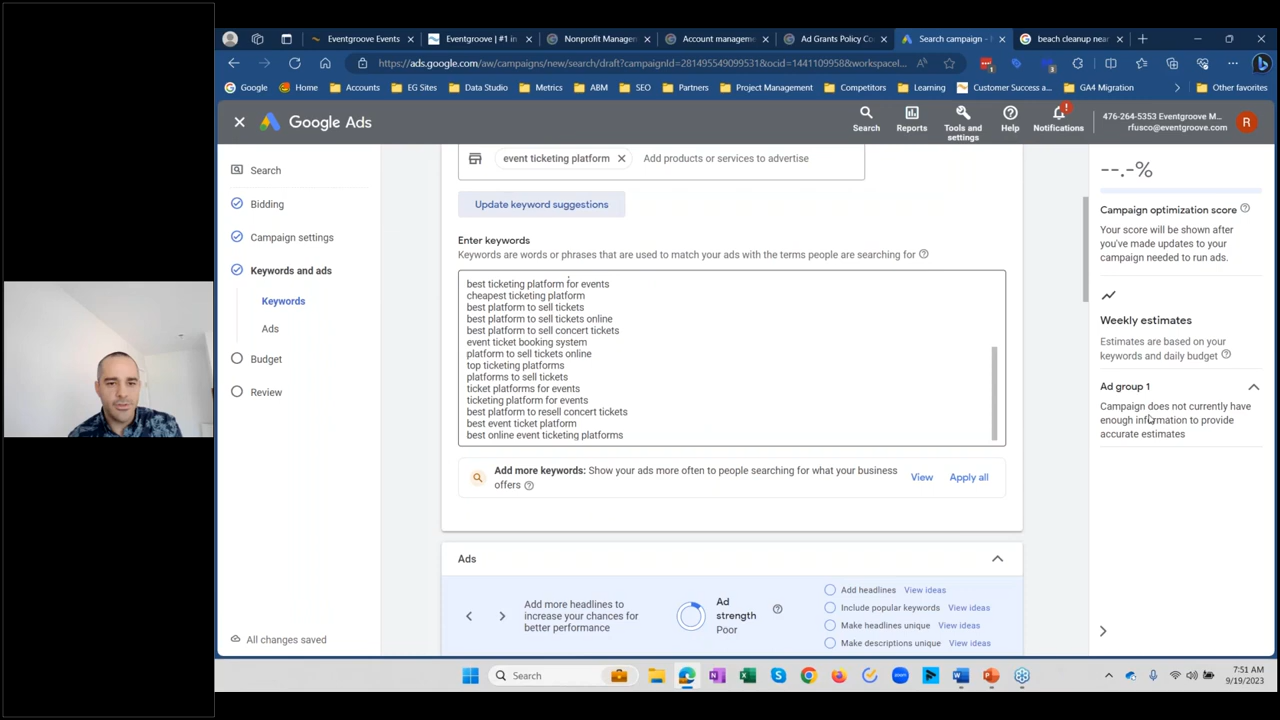 Eventgroove Events
Eventgroove | #1 in
Nonprofit Manage
Account manageme
Ad Grants Policy Co
Search campaign -
beach cleanup near
https://ads.google.com/aw/campaigns/new/search/draft?campaignId=281495549099531&ocid=1441109958&workspacel...
Google
Home
Accounts
EG Sites
Data Studio
Metrics
ABM
SEO
Partners
Project Management
Competitors
Learning
Customer Success a...
GA4 Migration
Other favorites
Google Ads
Search
Reports
Tools and settings
Help
Notifications
476-264-5353 Eventgroove M...
rfusco@eventgroove.com
R
Search
Bidding
Campaign settings
Keywords and ads
Keywords
Ads
Budget
Review
All changes saved
event ticketing platform
Add products or services to advertise
Update keyword suggestions
Enter keywords
Keywords are words or phrases that are used to match your ads with the terms people are searching for
best ticketing platform for events
cheapest ticketing platform
best platform to sell tickets
best platform to sell tickets online
best platform to sell concert tickets
event ticket booking system
platform to sell tickets online
top ticketing platforms
platforms to sell tickets
ticket platforms for events
ticketing platform for events
best platform to resell concert tickets
best event ticket platform
best online event ticketing platforms
Add more keywords: Show your ads more often to people searching for what your business
offers
View
Apply all
Ads
Add more headlines to
increase your chances for
better performance
Ad
strength
Poor
Add headlines View ideas
Include popular keywords View ideas
Make headlines unique View ideas
Make descriptions unique View ideas
--.-%
Campaign optimization score
Your score will be shown after
you've made updates to your
campaign needed to run ads.
Weekly estimates
Estimates are based on your
keywords and daily budget
Ad group 1
Campaign does not currently have
enough information to provide
accurate estimates
Search
7:51 AM
9/19/2023